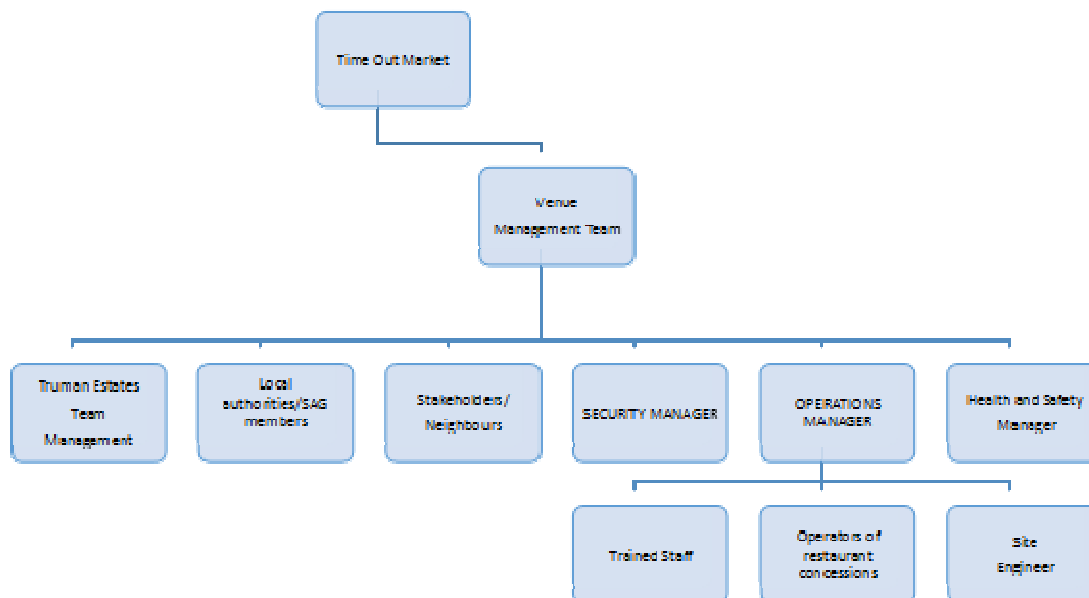 Time Out Market
Venue
Management Team
Truman Estates
Team
Management
Local
authorities/SAG
members
Stakeholders/
Neighbours
SECURITY MANAGER
OPERATIONS
MANAGER
Health and Safety
Manager
Trained Staff
Operators of
restaurant
concessions
Site
Engineer